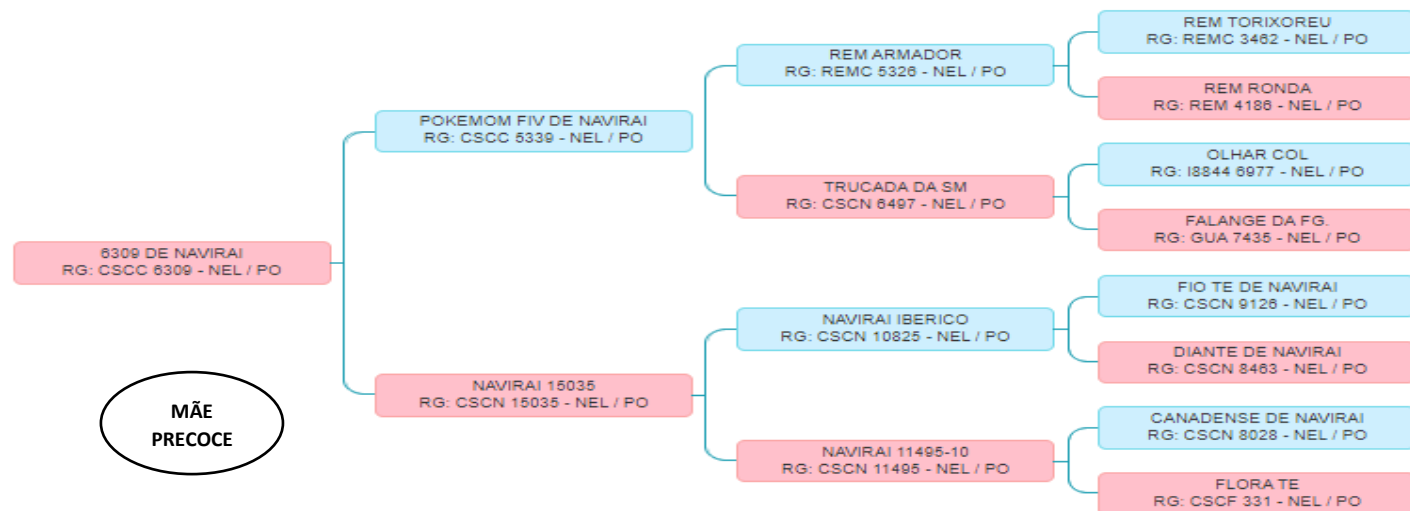 REM TORIXOREU
RG: REMC 3462 - NEL / PO
REM ARMADOR
RG: REMC 5326 - NEL / PO
REM RONDA
RG: REM 4186 - NEL / PO
POKEMOM FIV DE NAVIRAI
RG: CSCC 5339 - NEL / PO
OLHAR COL
RG: I8844 6977 - NEL / PO
TRUCADA DA SM
RG: CSCN 6497 - NEL / PO
FALANGE DA FG.
RG: GUA 7435 - NEL / PO
6309 DE NAVIRAI
RG: CSCC 6309 - NEL / PO
FIO TE DE NAVIRAI
RG: CSCN 9126 - NEL / PO
NAVIRAI IBERICO
RG: CSCN 10825 - NEL / PO
DIANTE DE NAVIRAI
RG: CSCN 8463 - NEL / PO
NAVIRAI 15035
RG: CSCN 15035 - NEL / PO
CANADENSE DE NAVIRAI
RG: CSCN 8028 - NEL / PO
NAVIRAI 11495-10
RG: CSCN 11495 - NEL / PO
FLORA TE
RG: CSCF 331 - NEL / PO
MÃE
PRECOCE